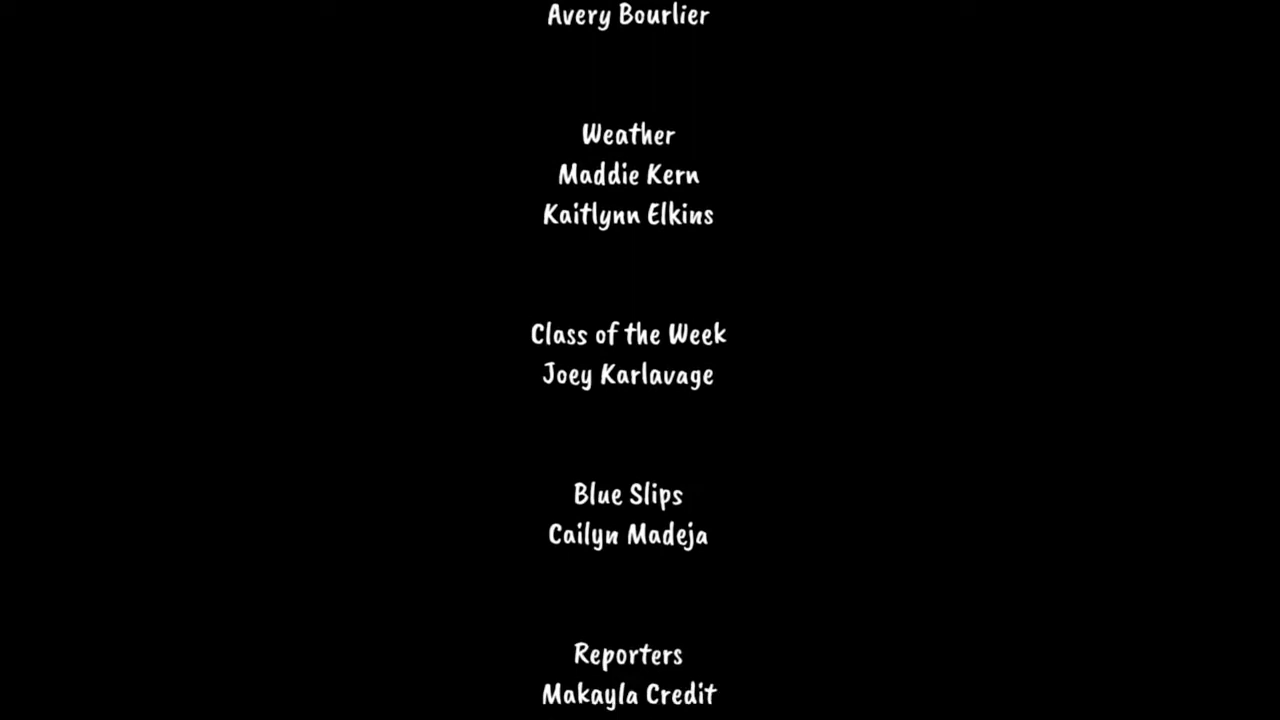 Avery Bourlier
Weather
Maddie Kern
Kaitlynn Elkins
Class of the Week
Joey Karlavage
Blue Slips
Cailyn Madeja
Reporters
Makayla Credit